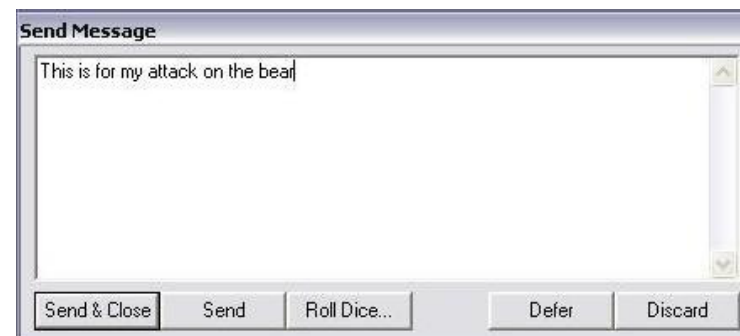 Send Message
This is for my attack on the bear
Send & Close Send Roll Dice... Defer Discard